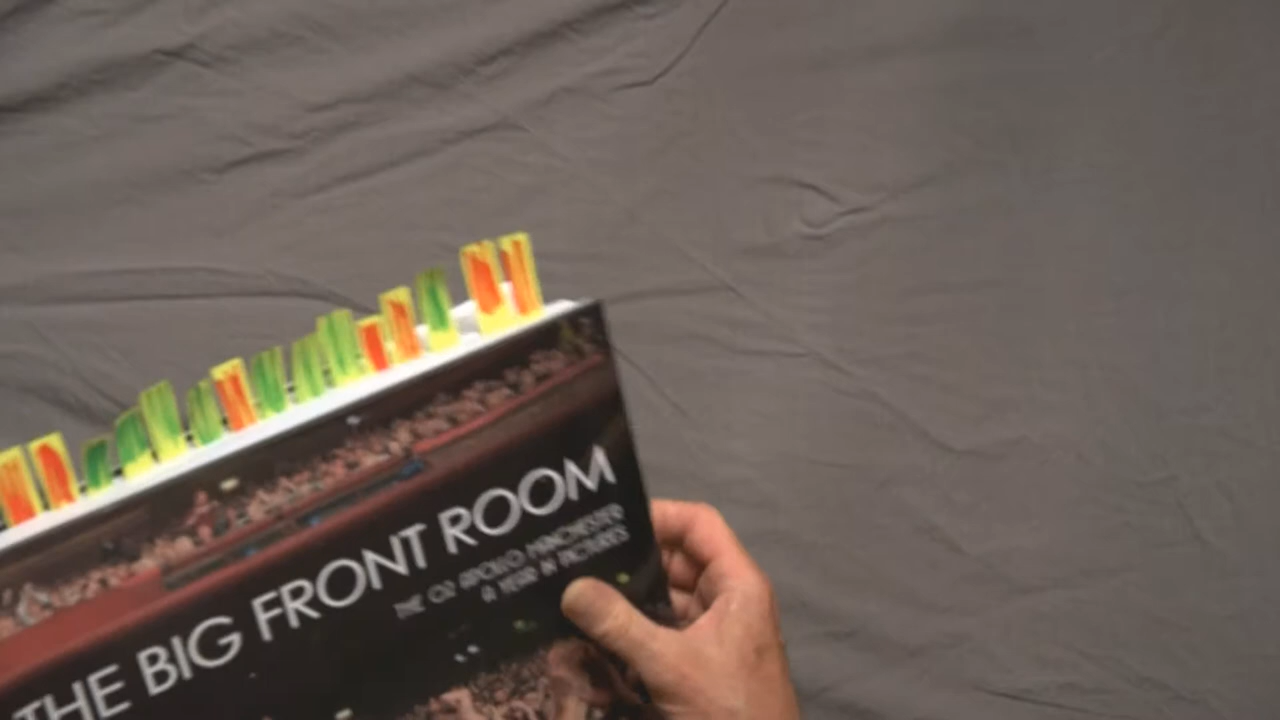 THE BIG FRONT ROOM
THE O2 APOLLO MANCHESTER
A YEAR IN PICTURES